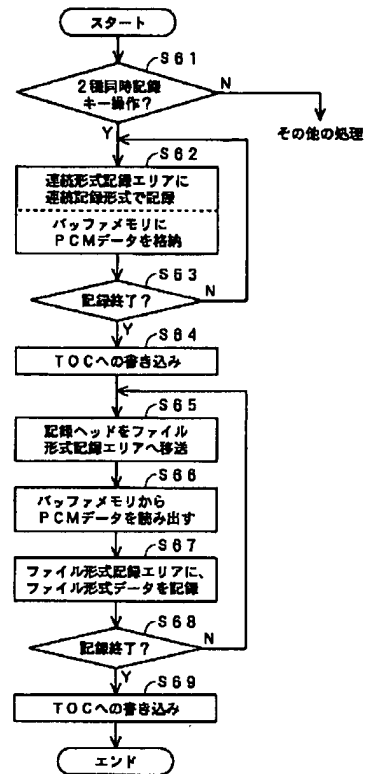 スタート
S61
2種同時記録
キー操作?
N
Y
その他の処理
S62
連続形式記録エリアに
連続記録形式で記録
バッファメモリに
PCMデータを格納
S63
記録終了?
N
Y
S64
TOCへの書き込み
S65
記録ヘッドをファイル
形式記録エリアへ移送
S66
バッファメモリから
PCMデータを読み出す
S67
ファイル形式記録エリアに、
ファイル形式データを記録
S68
記録終了?
N
Y
S69
TOCへの書き込み
エンド